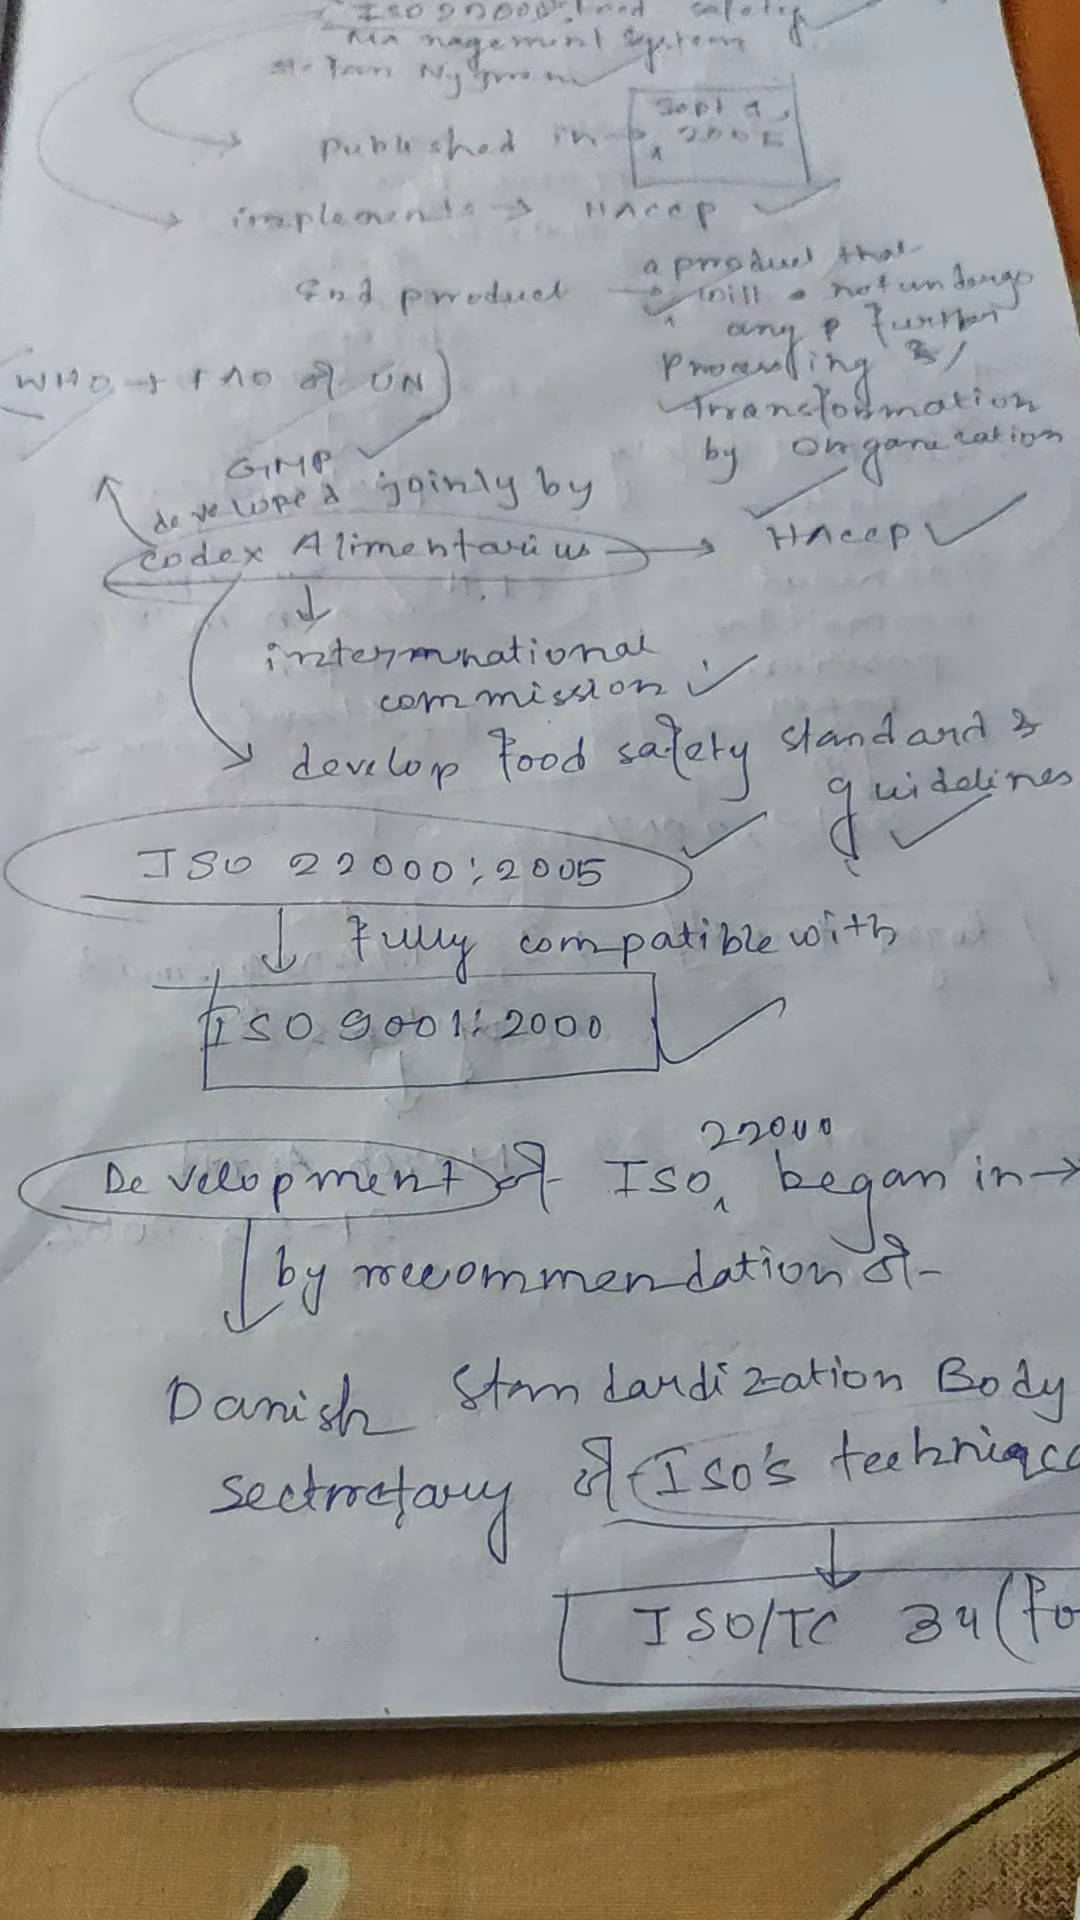 ISO 22000: Food safety
Management System
published in → Sept 1, 2005
implements → HACCP
End product → a product that
will not undergo
any further
processing &/
transformation
by organization
(WHO + FAO of UN)
GMP
developed jointly by
codex Alimentarius → HACCP
↓
international
commission
develop food safety standard &
guidelines
ISO 22000:2005
↓ fully compatible with
ISO 9001:2000
Development of ISO 22000 began in →
by recommendation of -
Danish Standardization Body
secretary of ISO's
ISO/TC 34 (